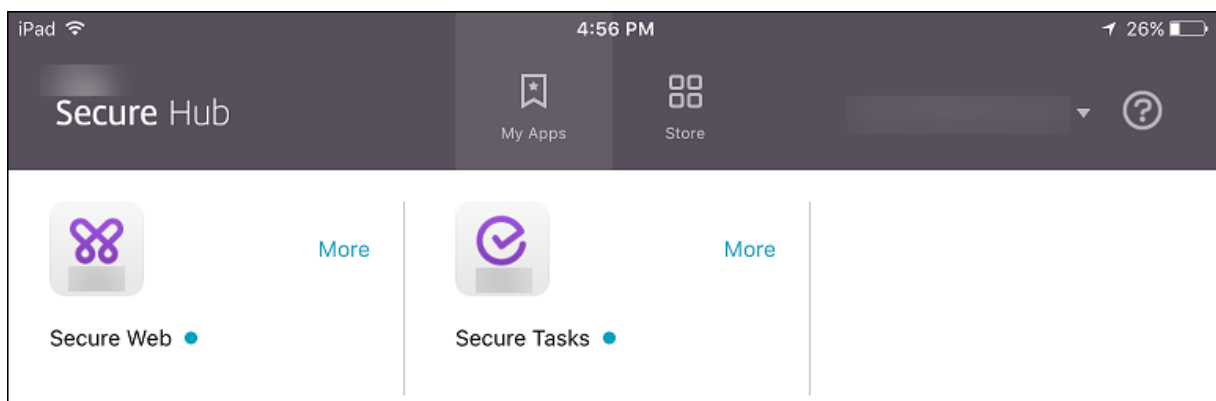 iPad 4:56 PM 26%
Secure Hub
My Apps Store
More More
Secure Web Secure Tasks